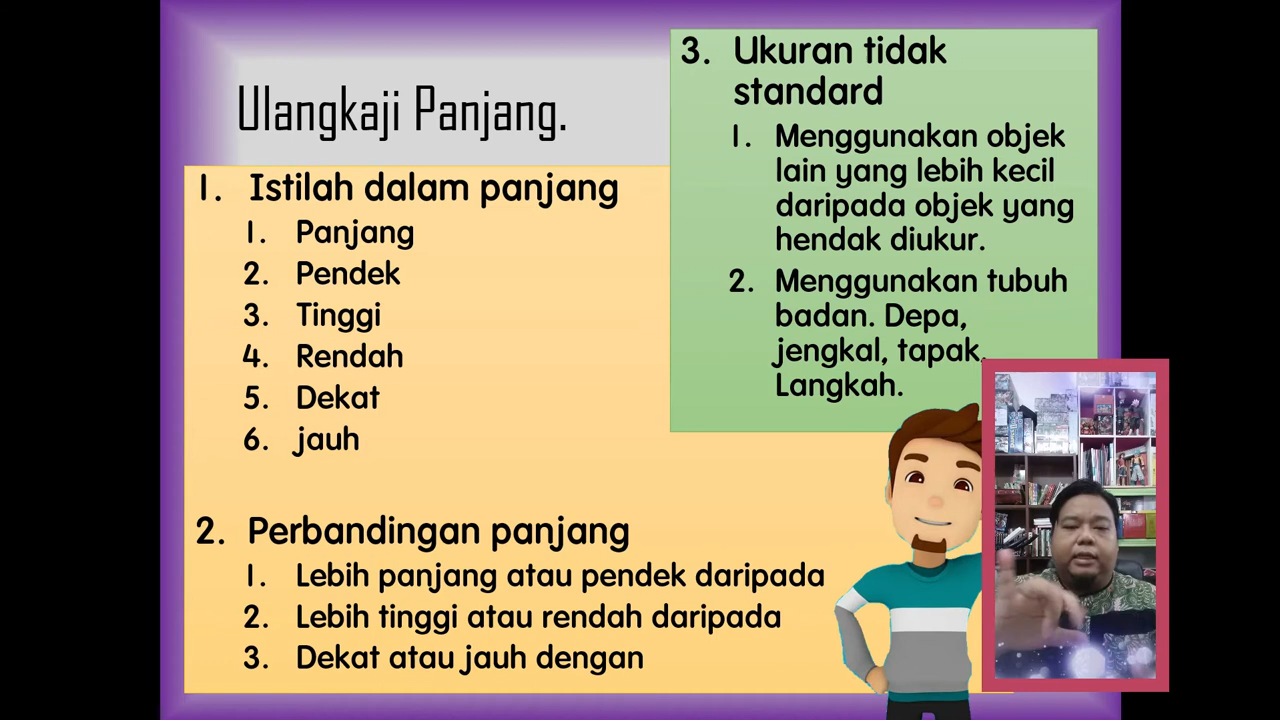 Ulangkaji Panjang.
1. Istilah dalam panjang
1. Panjang
2. Pendek
3. Tinggi
4. Rendah
5. Dekat
6. jauh
2. Perbandingan panjang
1. Lebih panjang atau pendek daripada
2. Lebih tinggi atau rendah daripada
3. Dekat atau jauh dengan
3. Ukuran tidak
standard
1. Menggunakan objek
lain yang lebih kecil
daripada objek yang
hendak diukur.
2. Menggunakan tubuh
badan. Depa,
jengkal, tapak.
Langkah.